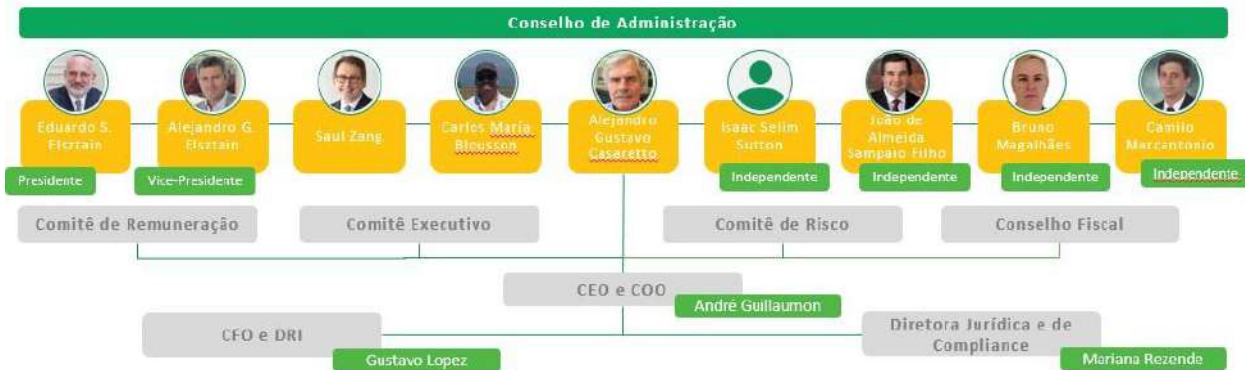 Conselho de Administração
Eduardo S.
Elsztain
Alejandro G.
Elsztain
Saul Zang
Carlos María
Blousson
Alejandro
Gustavo
Casaretto
Isaac Selim
Sutton
João de
Almeida
Sampaio Filho
Bruno
Magalhães
Camilo
Marcantonio
Presidente
Vice-Presidente
Independente
Independente
Independente
Independente
Comitê de Remuneração
Comitê Executivo
Comitê de Risco
Conselho Fiscal
CEO e COO
André Guillaumon
CFO e DRI
Gustavo Lopez
Diretora Jurídica e de
Compliance
Mariana Rezende